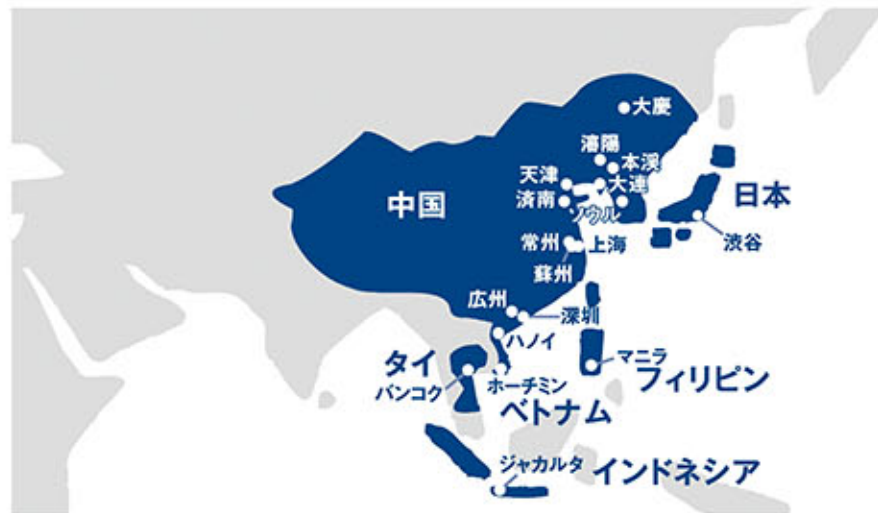 大慶
瀋陽
本渓
天津
大連
済南
ソウル
中国
日本
渋谷
常州
上海
蘇州
広州
深圳
ハノイ
タイ
バンコク
ホーチミン
ベトナム
マニラ
フィリピン
ジャカルタ
インドネシア